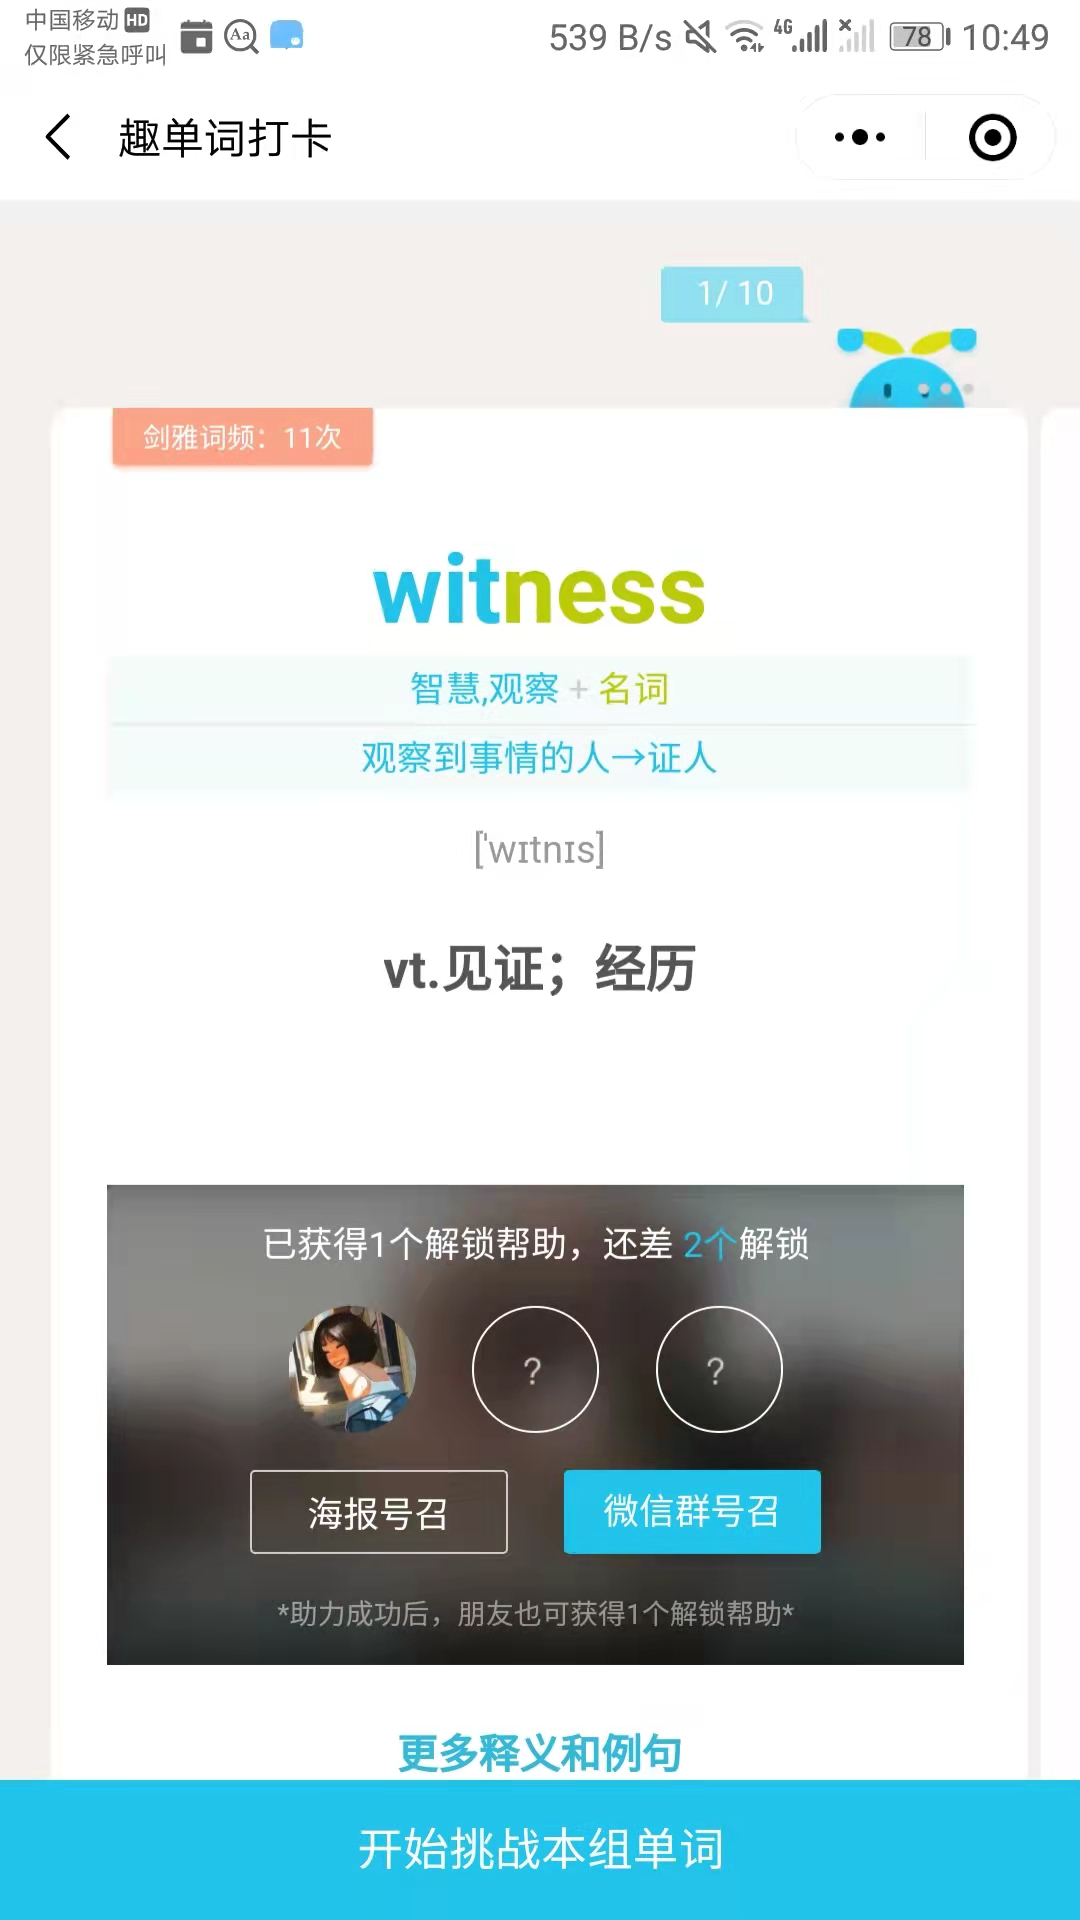 中国移动 HD
仅限紧急呼叫
Aa
539 B/s 4G 78 10:49
趣单词打卡
1/ 10
剑雅词频：11次
witness
智慧,观察 + 名词
观察到事情的人→证人
['wɪtnɪs]
vt.见证；经历
已获得1个解锁帮助，还差 2个解锁
? ?
海报号召 微信群号召
*助力成功后，朋友也可获得1个解锁帮助*
更多释义和例句
开始挑战本组单词